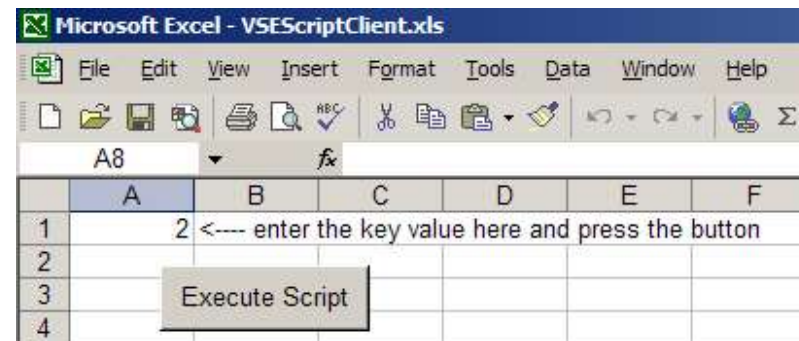 Microsoft Excel - VSEScriptClient.xls
File Edit View Insert Format Tools Data Window Help
ABC Σ
A8 fx
A B C D E F
1 2 <---- enter the key value here and press the button
2
3 Execute Script
4